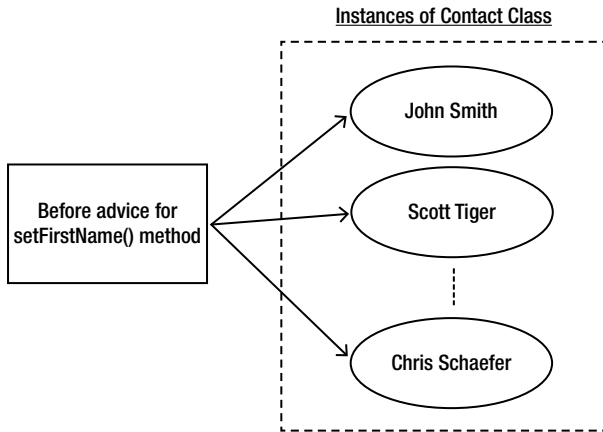 Instances of Contact Class
John Smith
Before advice for
setFirstName() method
Scott Tiger
Chris Schaefer